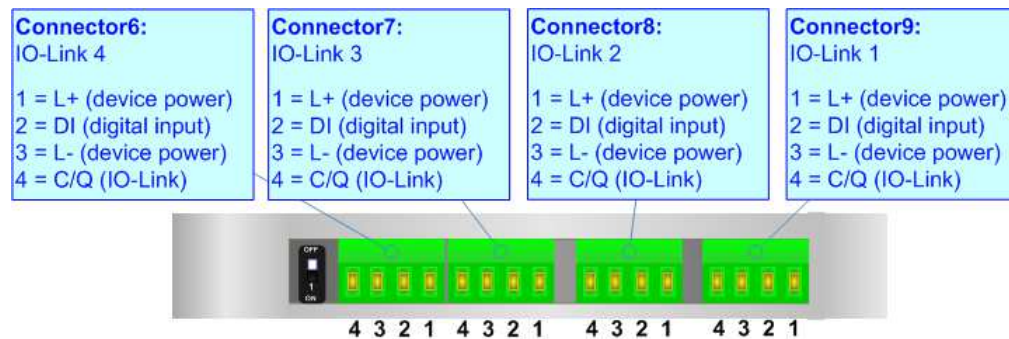 Connector6:
IO-Link 4
1 = L+ (device power)
2 = DI (digital input)
3 = L- (device power)
4 = C/Q (IO-Link)
Connector7:
IO-Link 3
1 = L+ (device power)
2 = DI (digital input)
3 = L- (device power)
4 = C/Q (IO-Link)
Connector8:
IO-Link 2
1 = L+ (device power)
2 = DI (digital input)
3 = L- (device power)
4 = C/Q (IO-Link)
Connector9:
IO-Link 1
1 = L+ (device power)
2 = DI (digital input)
3 = L- (device power)
4 = C/Q (IO-Link)
OFF
1
ON
4 3 2 1 4 3 2 1 4 3 2 1 4 3 2 1